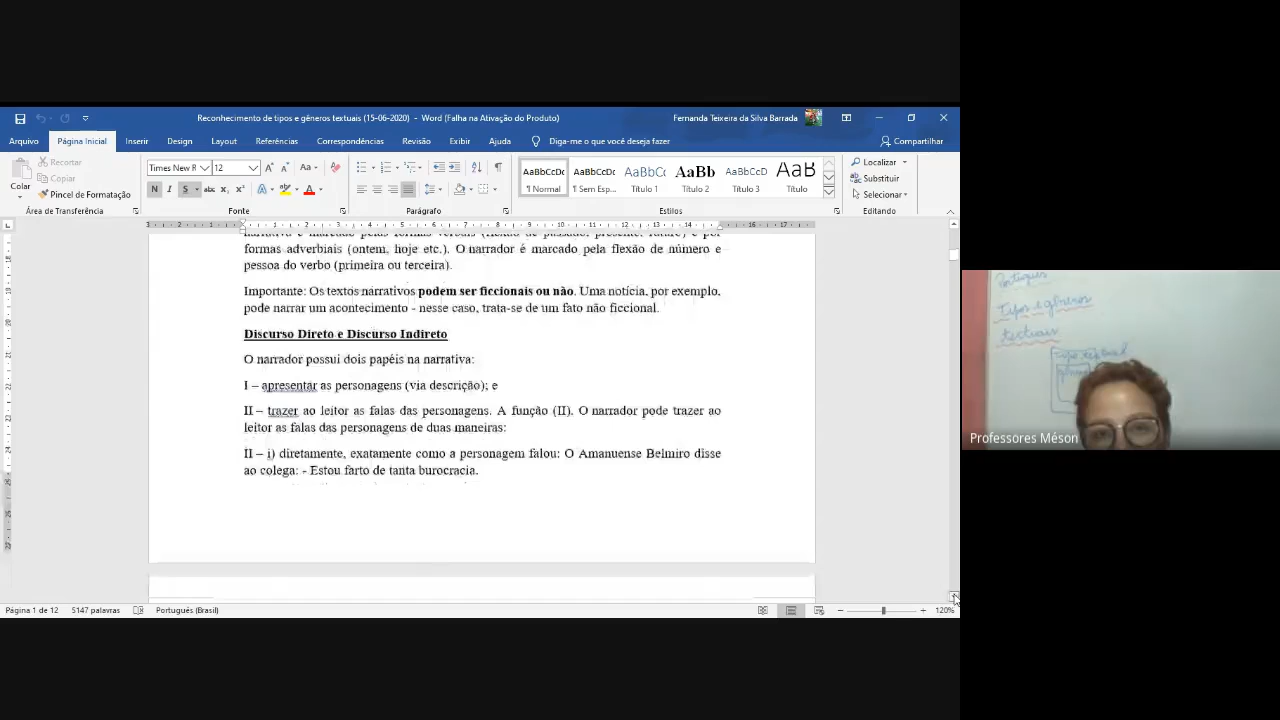 Reconhecimento de tipos e gêneros textuais (15-06-2020) - Word (Falha na Ativação do Produto)
Fernanda Teixeira da Silva Barrada
Arquivo Página Inicial Inserir Design Layout Referências Correspondências Revisão Exibir Ajuda Diga-me o que você deseja fazer Compartilhar
Colar
Recortar
Copiar
Pincel de Formatação
Área de Transferência
Times New R 12
N I S abc x₂ x²
Fonte
Parágrafo
AaBbCcDc AaBbCcDc AaBbCc AaBb AaBbCcD AaB
¶ Normal ¶ Sem Esp... Título 1 Título 2 Título 3 Título
Estilos
Localizar
Substituir
Selecionar
Editando
formas adverbiais (ontem, hoje etc.). O narrador é marcado pela flexão de número e
pessoa do verbo (primeira ou terceira).
Importante: Os textos narrativos podem ser ficcionais ou não. Uma notícia, por exemplo,
pode narrar um acontecimento - nesse caso, trata-se de um fato não ficcional.
Discurso Direto e Discurso Indireto
O narrador possui dois papéis na narrativa:
I – apresentar as personagens (via descrição); e
II – trazer ao leitor as falas das personagens. A função (II). O narrador pode trazer ao
leitor as falas das personagens de duas maneiras:
II – i) diretamente, exatamente como a personagem falou: O Amanuense Belmiro disse
ao colega: - Estou farto de tanta burocracia.
Página 1 de 12 5147 palavras Português (Brasil) 120%
Tipos e gêneros
textuais
Tipo textual
Professores Méson